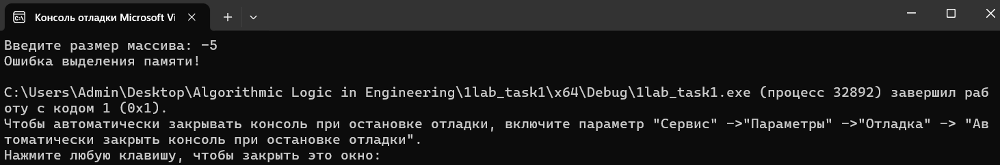 Консоль отладки Microsoft Vi
Введите размер массива: -5
Ошибка выделения памяти!
C:\Users\Admin\Desktop\Algorithmic Logic in Engineering\1lab_task1\x64\Debug\1lab_task1.exe (процесс 32892) завершил раб
оту с кодом 1 (0x1).
Чтобы автоматически закрывать консоль при остановке отладки, включите параметр "Сервис" ->"Параметры" ->"Отладка" -> "Ав
томатически закрыть консоль при остановке отладки".
Нажмите любую клавишу, чтобы закрыть это окно: